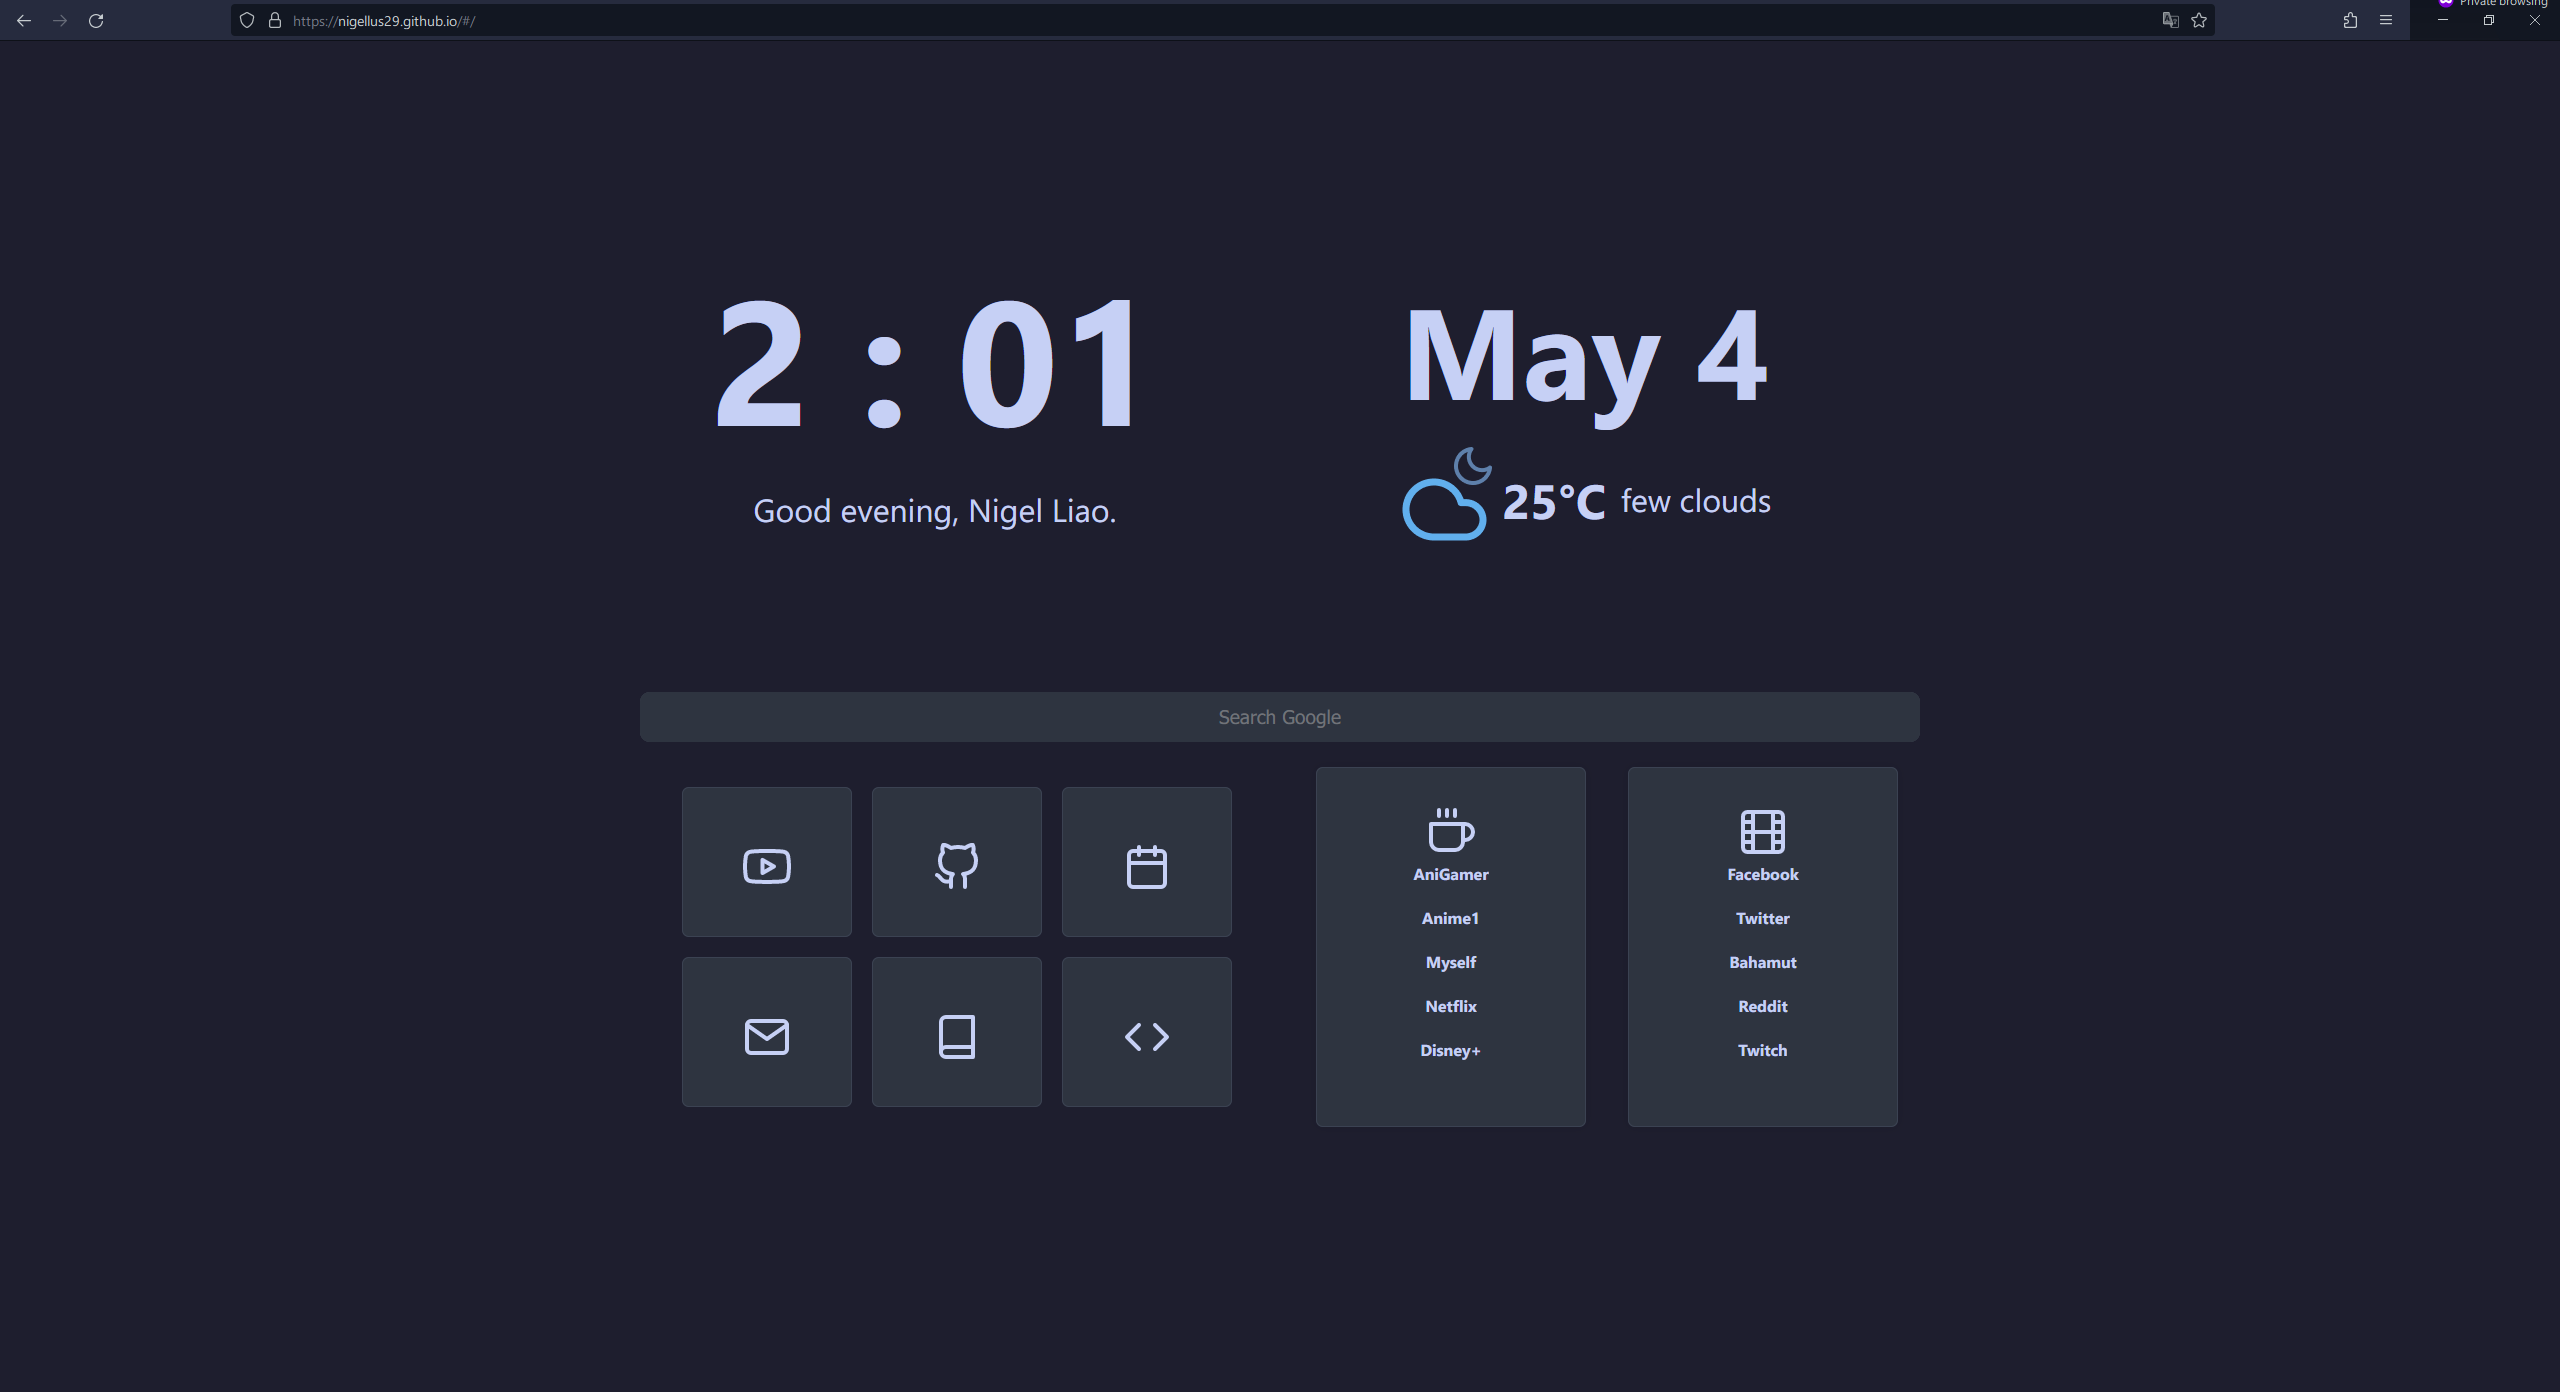 Private browsing
https://nigellus29.github.io/#/
2 : 01
Good evening, Nigel Liao.
May 4
25°C few clouds
Search Google
AniGamer
Anime1
Myself
Netflix
Disney+
Facebook
Twitter
Bahamut
Reddit
Twitch